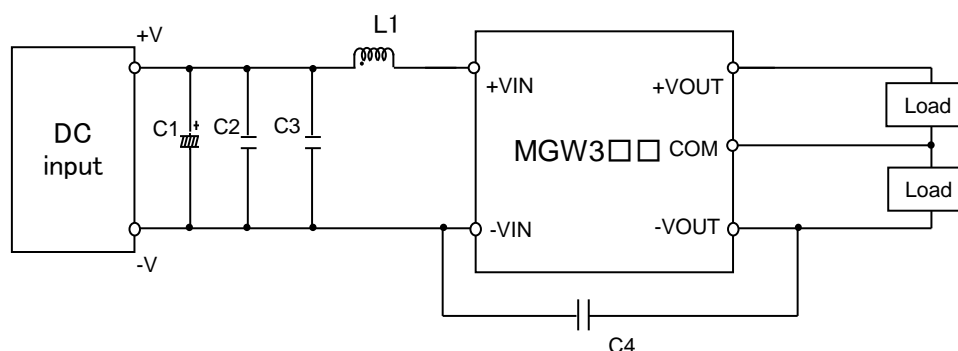 +V
L1
+VIN
+VOUT
Load
C1
+
C2
C3
DC
input
MGW3□□
COM
Load
-VIN
-VOUT
-V
C4